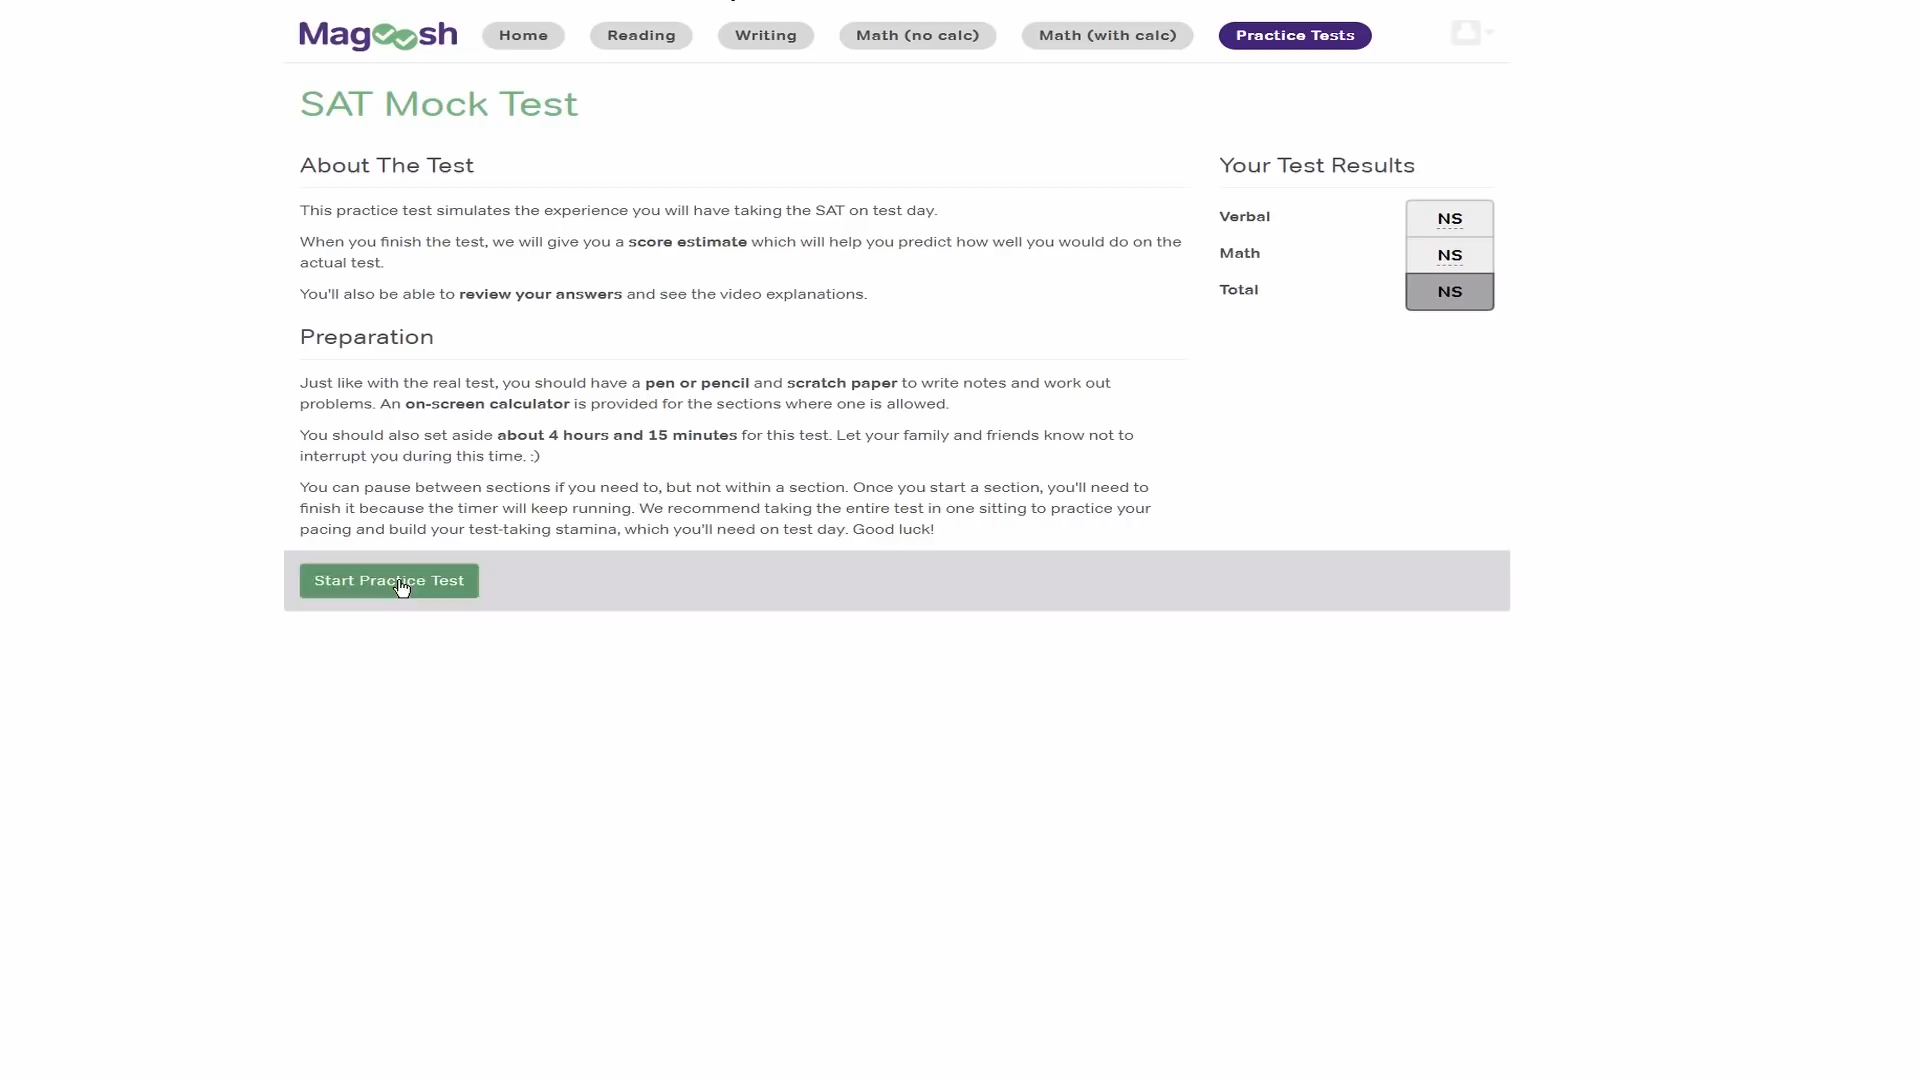 Magoosh
Home
Reading
Writing
Math (no calc)
Math (with calc)
Practice Tests
SAT Mock Test
About The Test
This practice test simulates the experience you will have taking the SAT on test day.
When you finish the test, we will give you a score estimate which will help you predict how well you would do on the
actual test.
You'll also be able to review your answers and see the video explanations.
Preparation
Just like with the real test, you should have a pen or pencil and scratch paper to write notes and work out
problems. An on-screen calculator is provided for the sections where one is allowed.
You should also set aside about 4 hours and 15 minutes for this test. Let your family and friends know not to
interrupt you during this time. :)
You can pause between sections if you need to, but not within a section. Once you start a section, you'll need to
finish it because the timer will keep running. We recommend taking the entire test in one sitting to practice your
pacing and build your test-taking stamina, which you'll need on test day. Good luck!
Start Practice Test
Your Test Results
Verbal NS
Math NS
Total NS